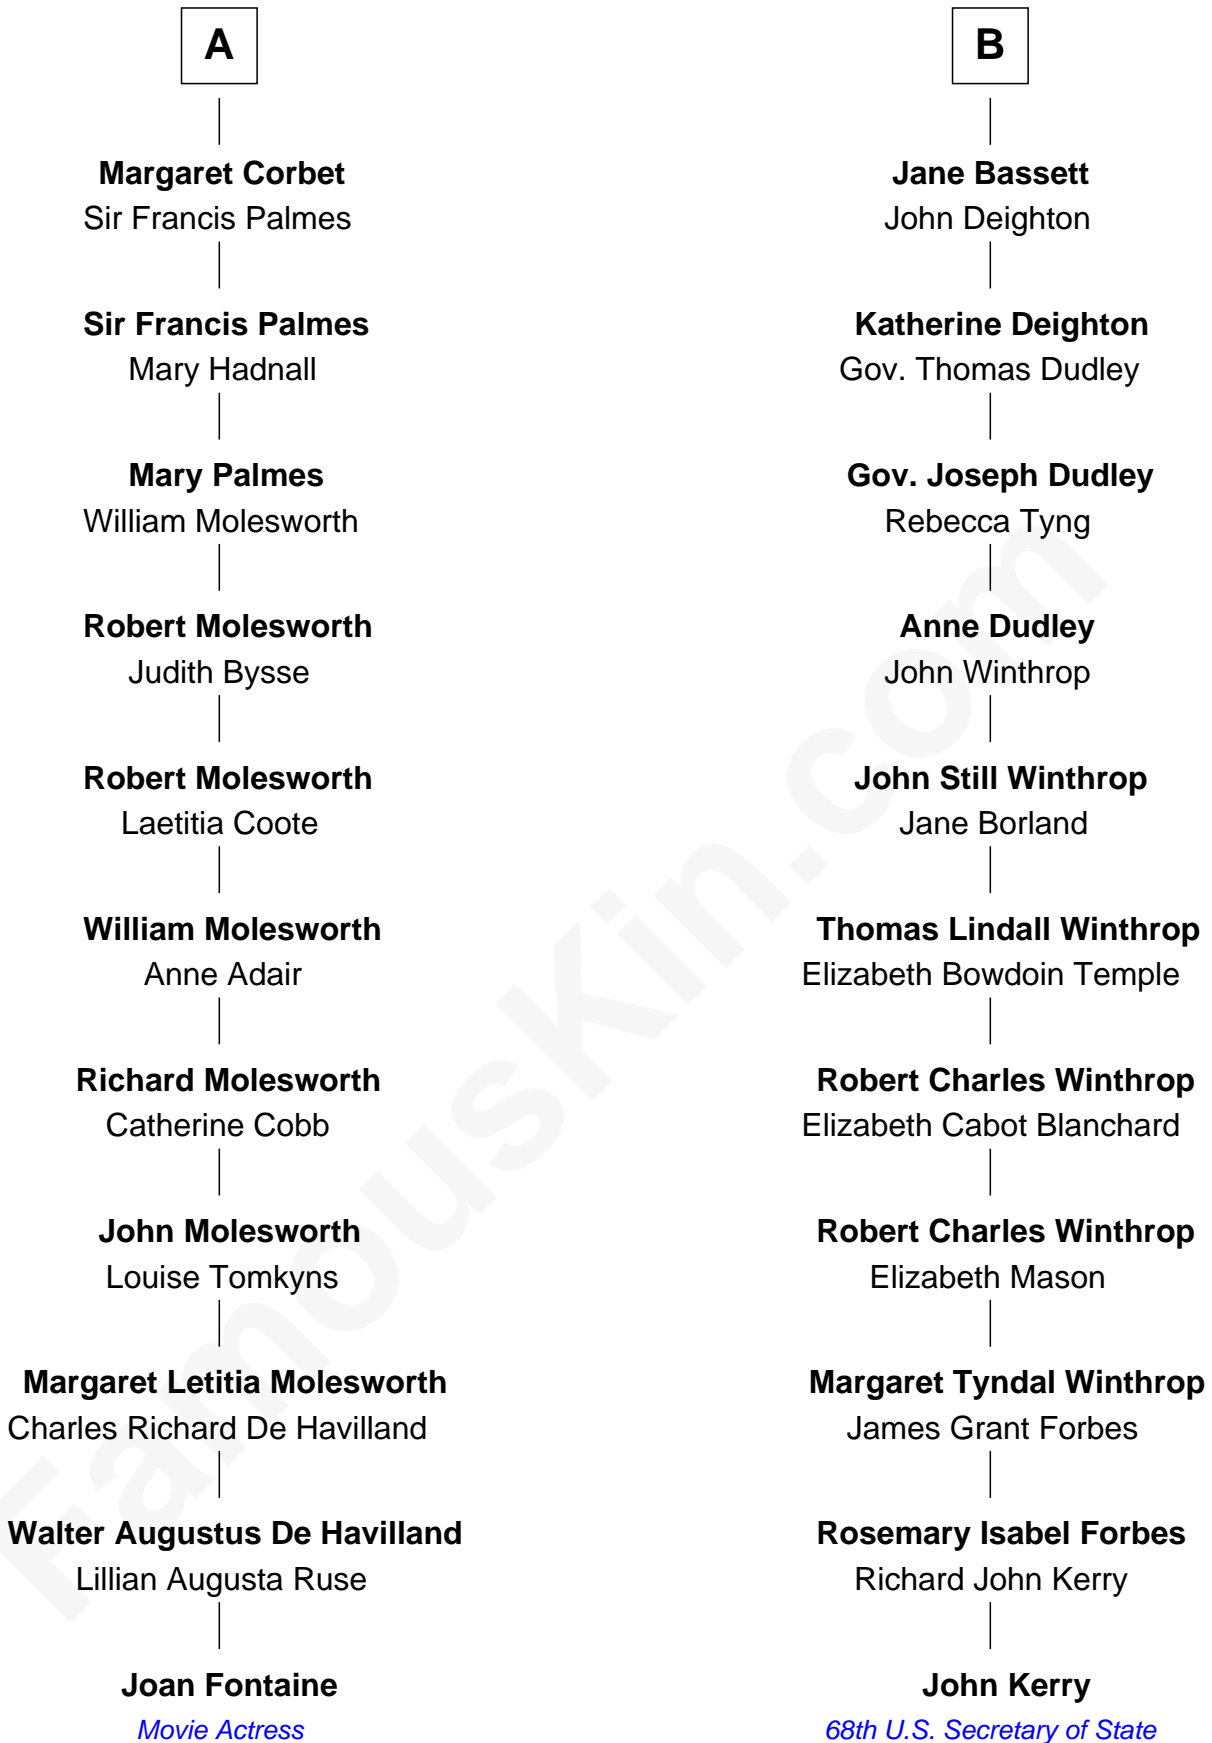 A
Margaret Corbet
Sir Francis Palmes
Sir Francis Palmes
Mary Hadnall
Mary Palmes
William Molesworth
Robert Molesworth
Judith Bysse
Robert Molesworth
Laetitia Coote
William Molesworth
Anne Adair
Richard Molesworth
Catherine Cobb
John Molesworth
Louise Tomkyns
Margaret Letitia Molesworth
Charles Richard De Havilland
Walter Augustus De Havilland
Lillian Augusta Ruse
Joan Fontaine
Movie Actress
B
Jane Bassett
John Deighton
Katherine Deighton
Gov. Thomas Dudley
Gov. Joseph Dudley
Rebecca Tyng
Anne Dudley
John Winthrop
John Still Winthrop
Jane Borland
Thomas Lindall Winthrop
Elizabeth Bowdoin Temple
Robert Charles Winthrop
Elizabeth Cabot Blanchard
Robert Charles Winthrop
Elizabeth Mason
Margaret Tyndal Winthrop
James Grant Forbes
Rosemary Isabel Forbes
Richard John Kerry
John Kerry
68th U.S. Secretary of State
FamousKin.com